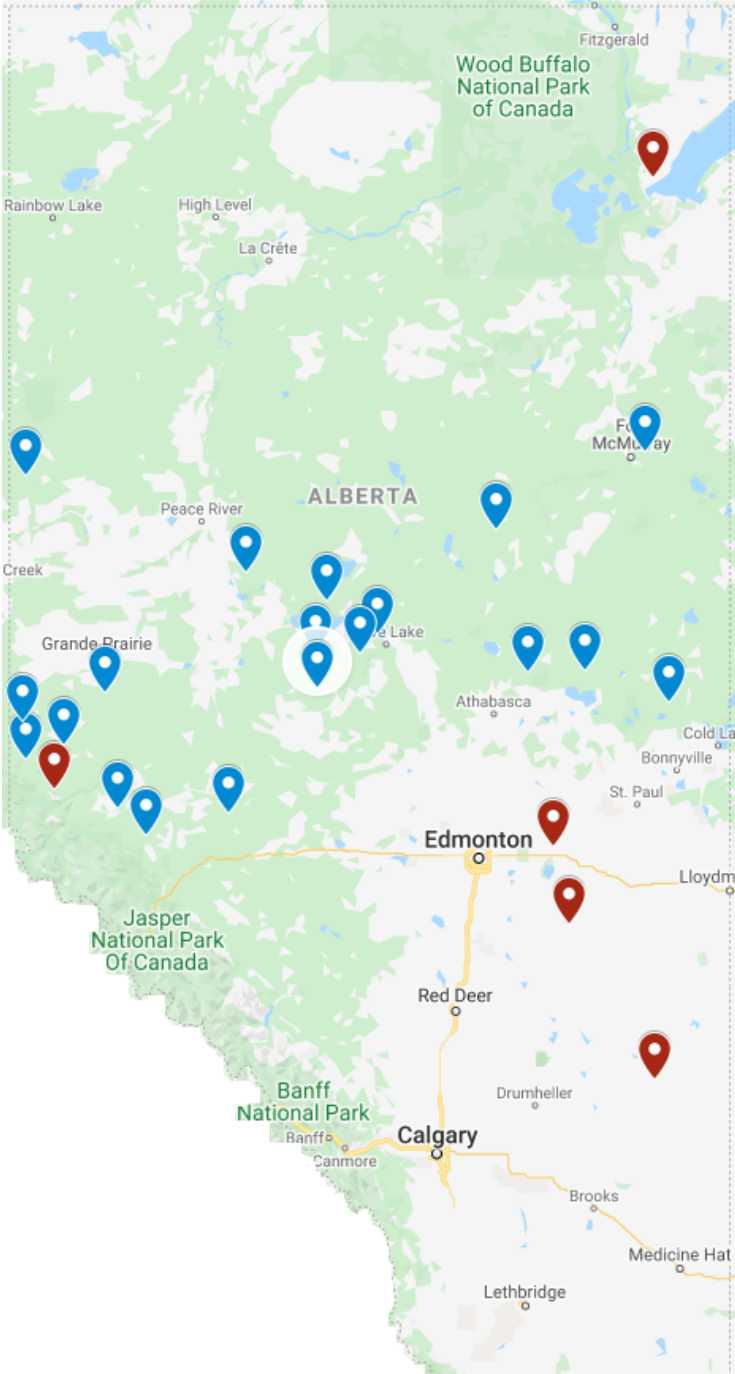 Fitzgerald
Wood Buffalo
National Park
of Canada
Rainbow Lake
High Level
La Crête
McMurray
ALBERTA
Peace River
Creek
Grande Prairie
Lake
Athabasca
Cold La
Bonnyville
St. Paul
Edmonton
Lloydm
Jasper
National Park
Of Canada
Red Deer
Banff
National Park
Drumheller
Calgary
Banff
Canmore
Brooks
Medicine Hat
Lethbridge